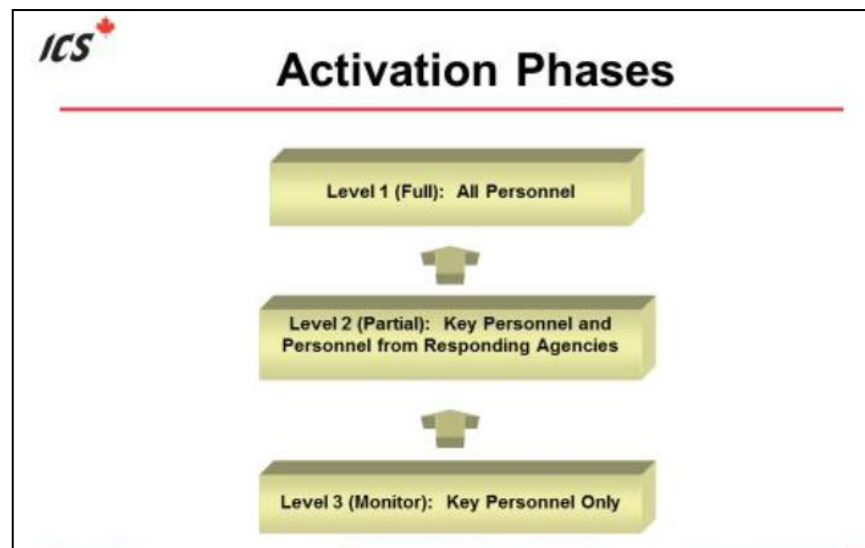 ICS
Activation Phases
Level 1 (Full): All Personnel
Level 2 (Partial): Key Personnel and
Personnel from Responding Agencies
Level 3 (Monitor): Key Personnel Only